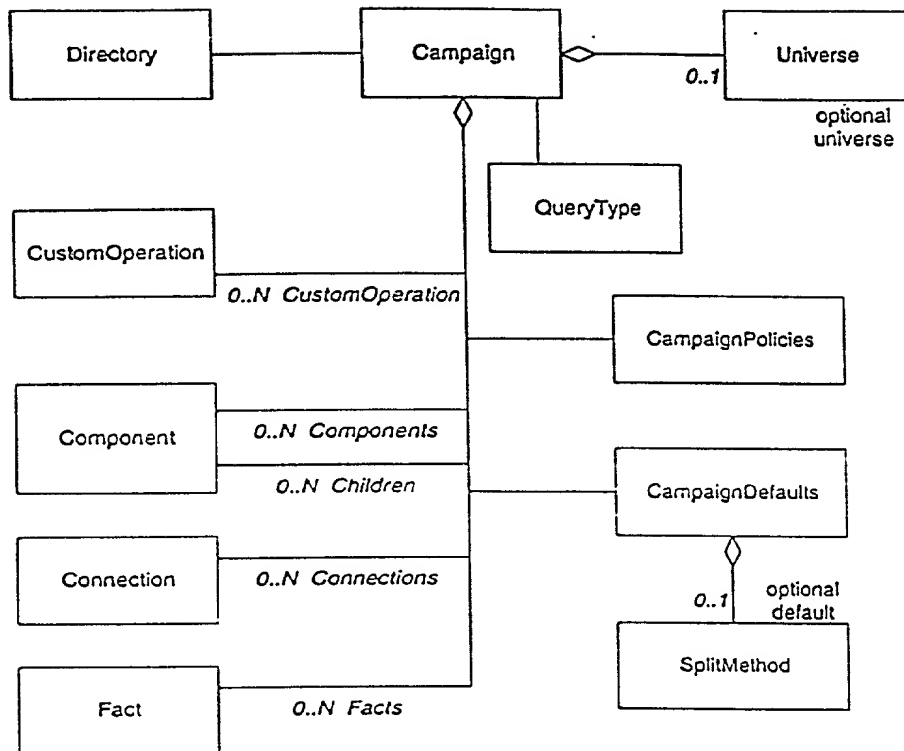 Directory
Campaign
Universe
0..1
optional
universe
QueryType
CustomOperation
0..N CustomOperation
CampaignPolicies
Component
0..N Components
0..N Children
CampaignDefaults
Connection
0..N Connections
0..1
optional
default
SplitMethod
Fact
0..N Facts